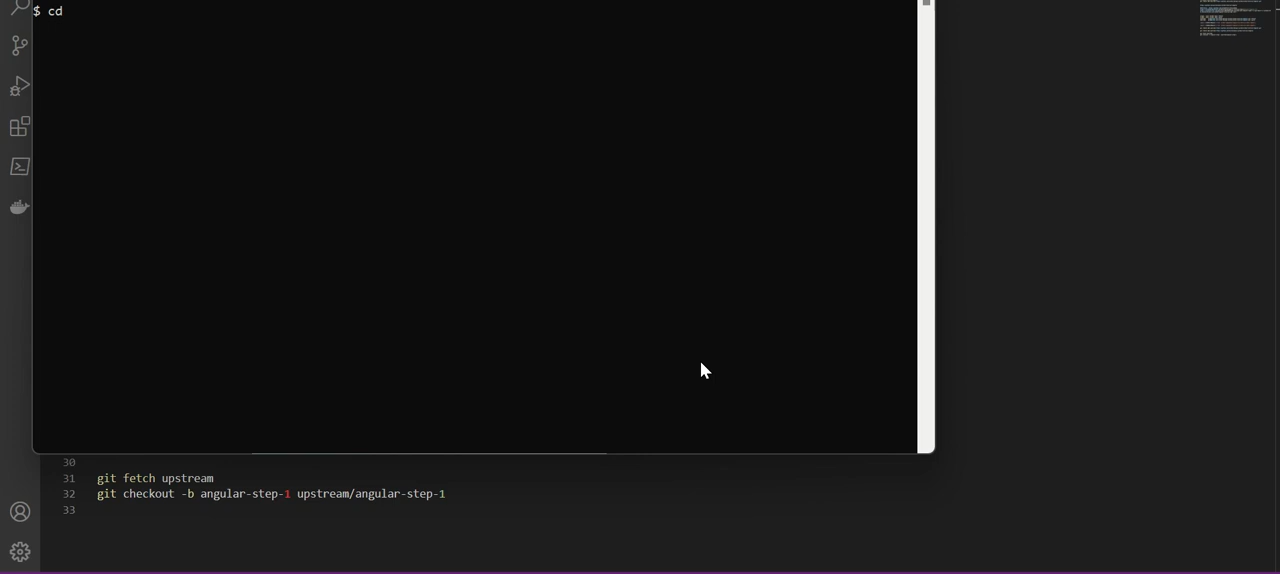 $ cd
30
31 git fetch upstream
32 git checkout -b angular-step-1 upstream/angular-step-1
33